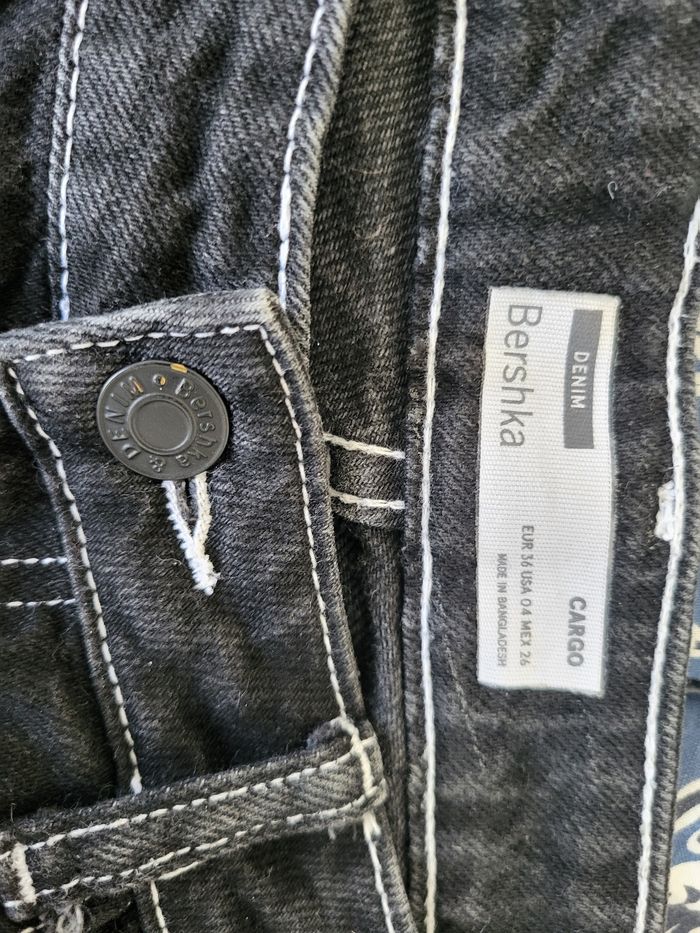 DENIM
Bershka
CARGO
EUR 36 USA 04 MEX 26
MADE IN BANGLADESH
Bershka & DENIM